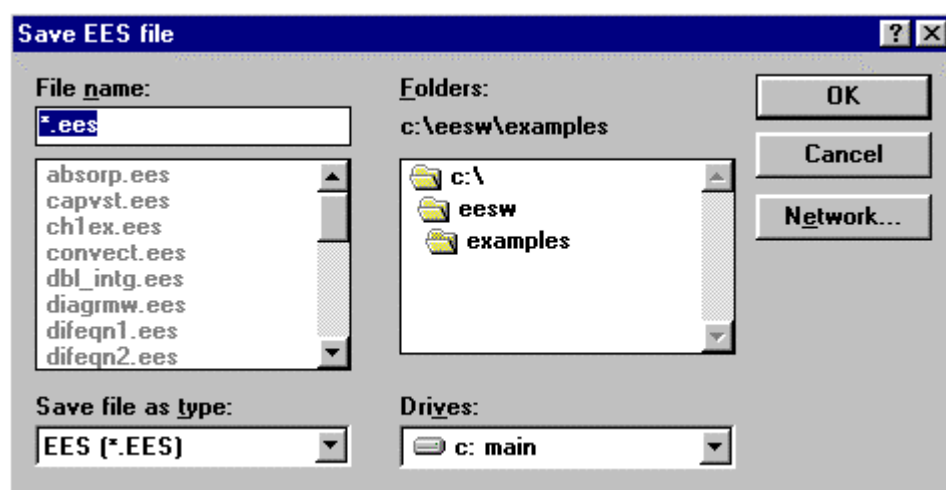 Save EES file
File name:
*.ees
absorp.ees
capvst.ees
ch1ex.ees
convect.ees
dbl_intg.ees
diagrmw.ees
difeqn1.ees
difeqn2.ees
Save file as type:
EES (*.EES)
Folders:
c:\eesw\examples
c:\
eesw
examples
Drives:
c: main
OK
Cancel
Network...